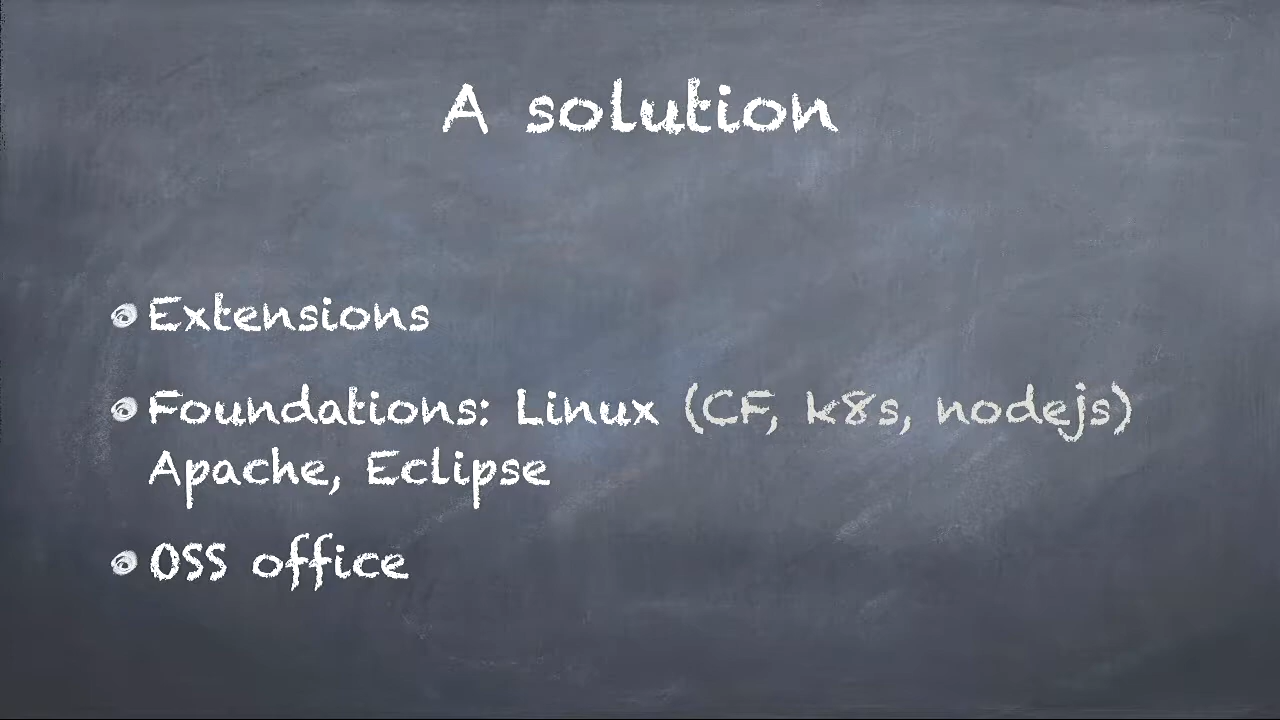 A solution
Extensions
Foundations: Linux (CF, k8s, nodejs)
Apache, Eclipse
OSS office